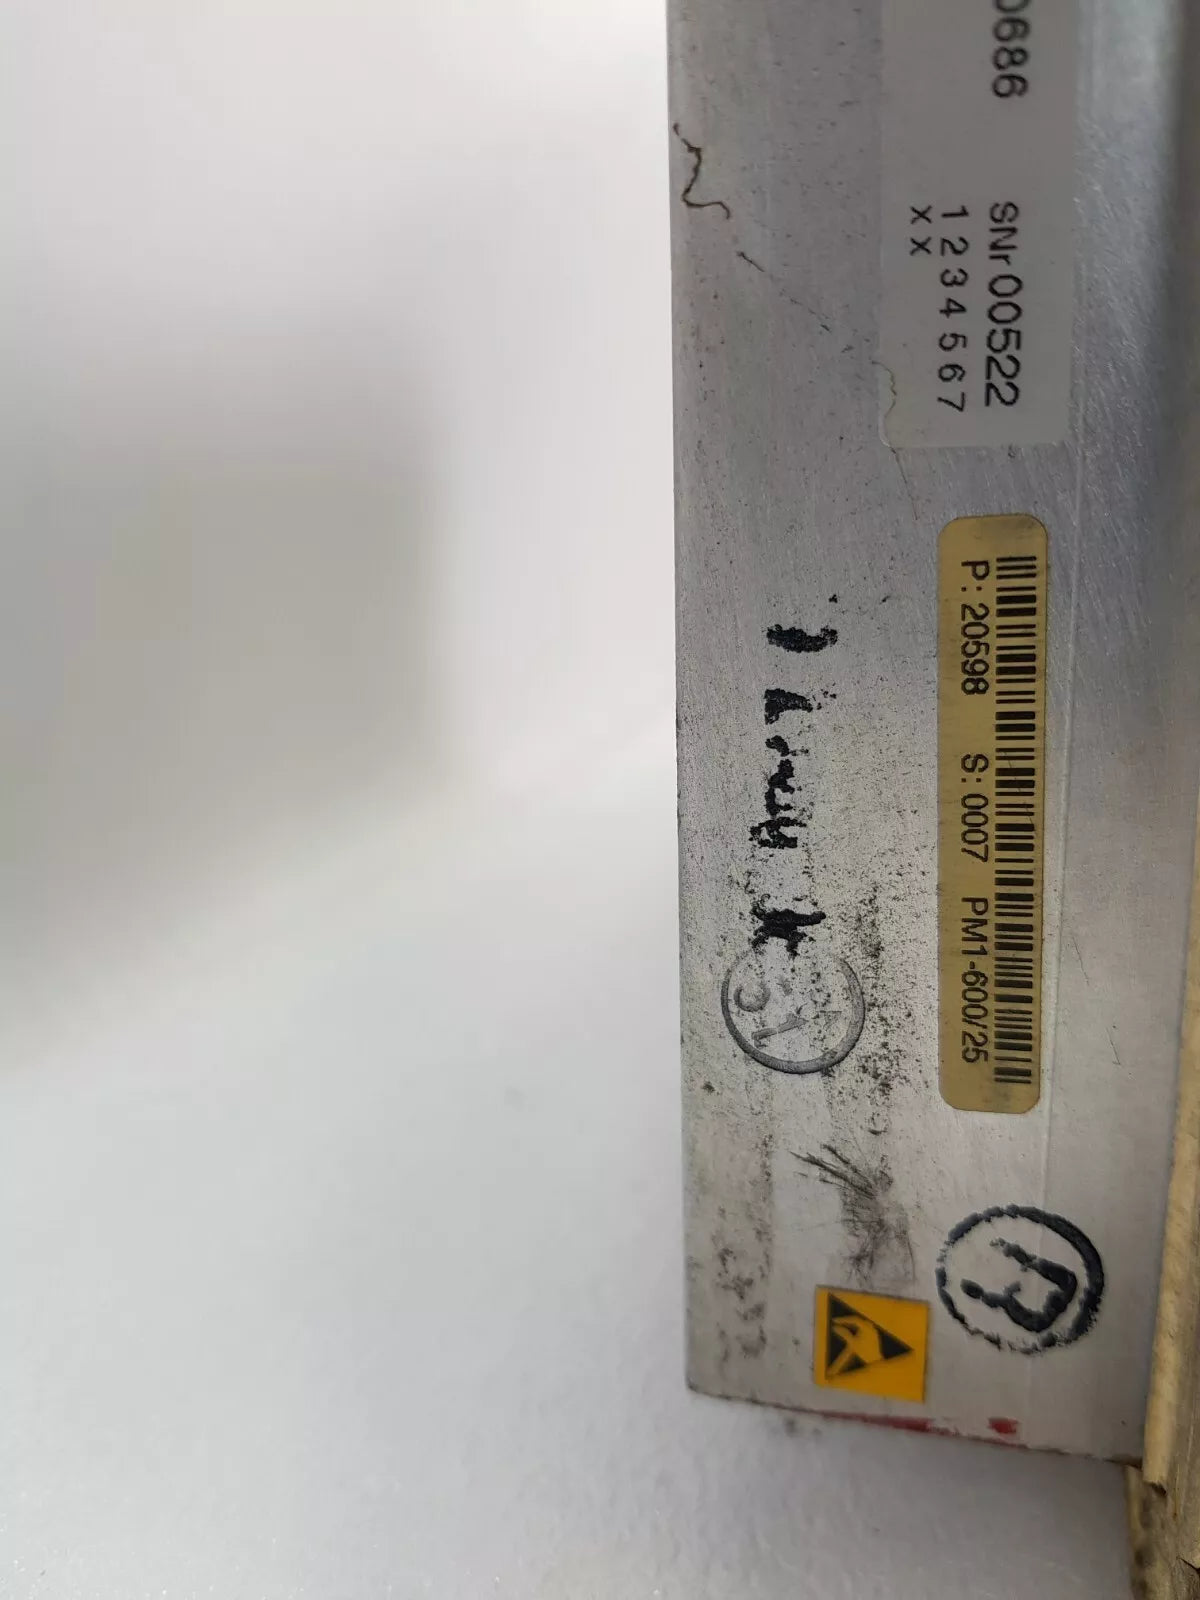 0686
SNr 00522
1 2 3 4 5 6 7
X X
P: 20598 S: 0007 PM1-600/25